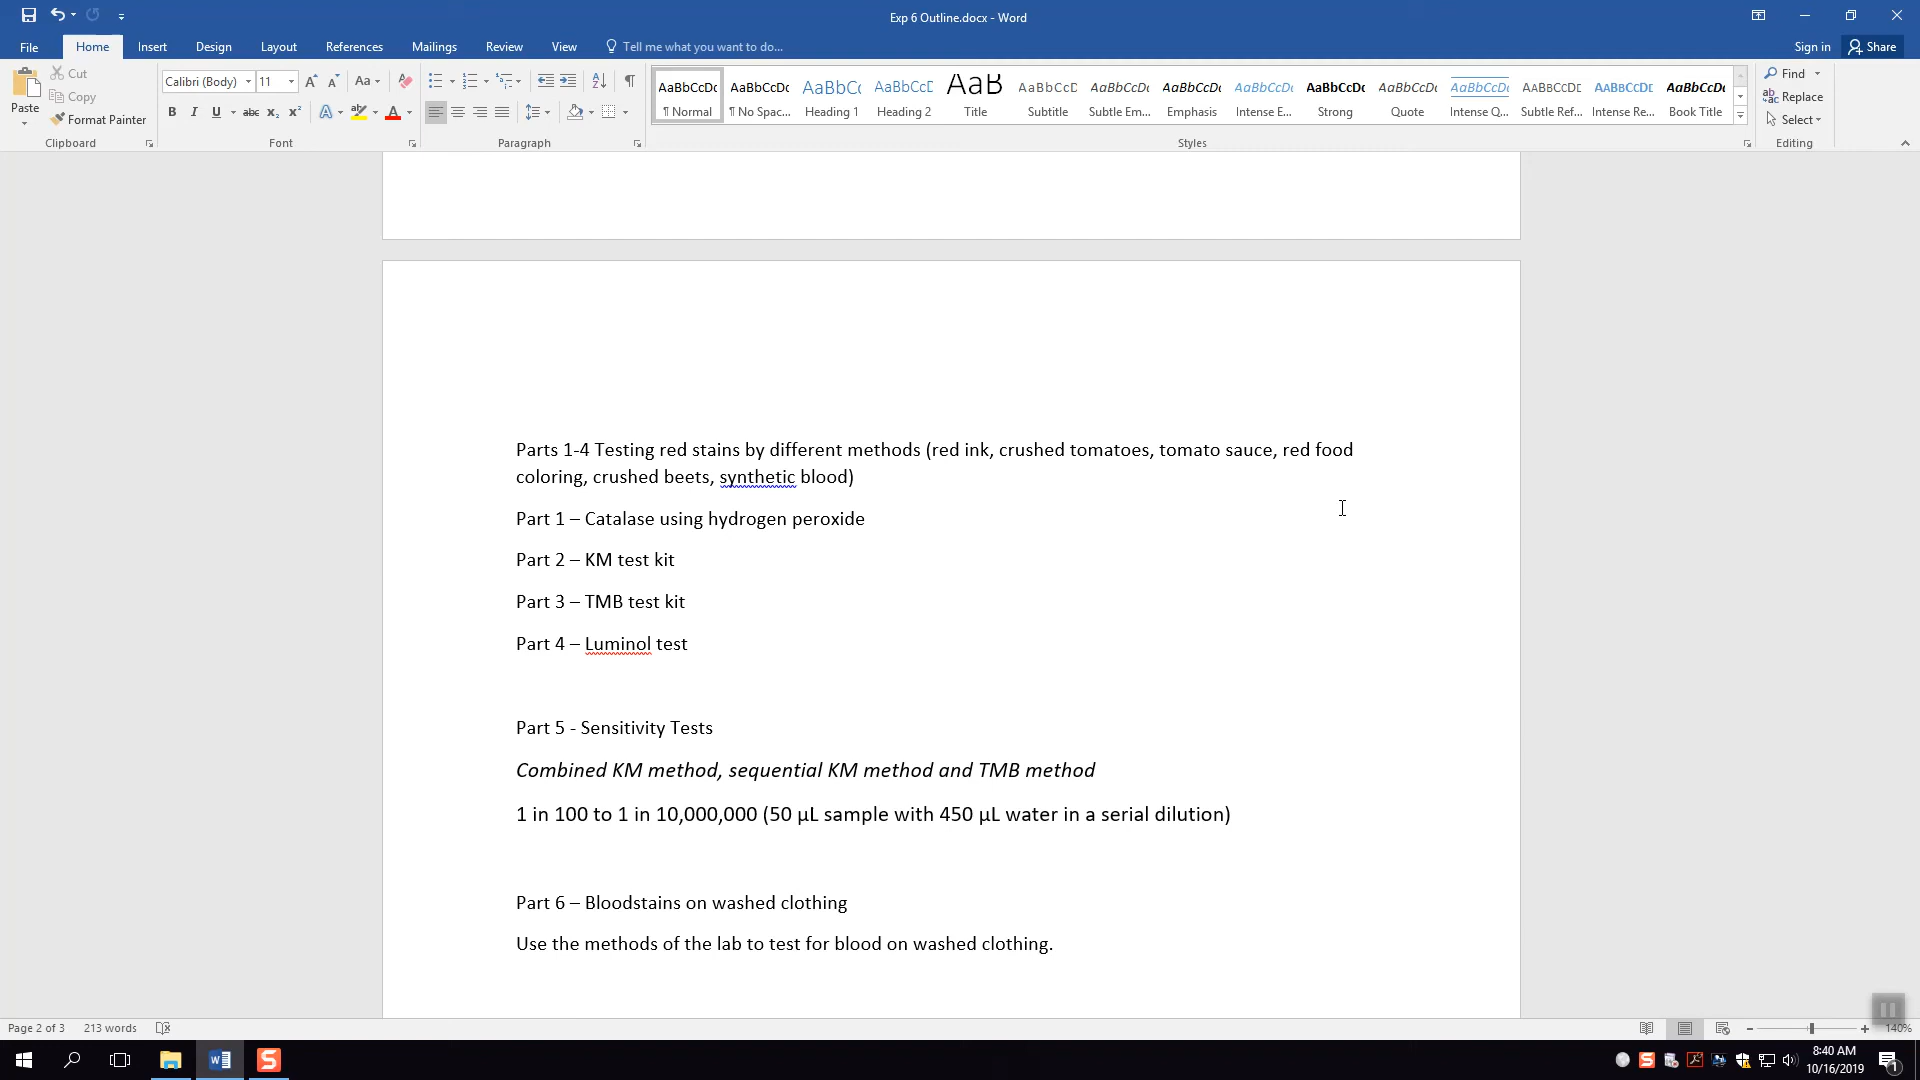 Exp 6 Outline.docx - Word
File Home Insert Design Layout References Mailings Review View Tell me what you want to do... Sign in Share
Paste Cut Copy Format Painter
Calibri (Body) 11
AaBbCcDc AaBbCcDc AaBbCc AaBbCcD AaB AaBbCcD AaBbCcDc AaBbCcDc AaBbCcDc AaBbCcDc AaBbCcDc AaBbCcDc AABBCCDD AABBCCDD AaBbCcDc
¶ Normal ¶ No Spac... Heading 1 Heading 2 Title Subtitle Subtle Em... Emphasis Intense E... Strong Quote Intense Q... Subtle Ref... Intense Re... Book Title
Find
Replace
Select
Clipboard Font Paragraph Styles Editing
Parts 1-4 Testing red stains by different methods (red ink, crushed tomatoes, tomato sauce, red food
coloring, crushed beets, synthetic blood)
Part 1 – Catalase using hydrogen peroxide
Part 2 – KM test kit
Part 3 – TMB test kit
Part 4 – Luminol test
Part 5 - Sensitivity Tests
Combined KM method, sequential KM method and TMB method
1 in 100 to 1 in 10,000,000 (50 µL sample with 450 µL water in a serial dilution)
Part 6 – Bloodstains on washed clothing
Use the methods of the lab to test for blood on washed clothing.
Page 2 of 3 213 words 140%
8:40 AM
10/16/2019